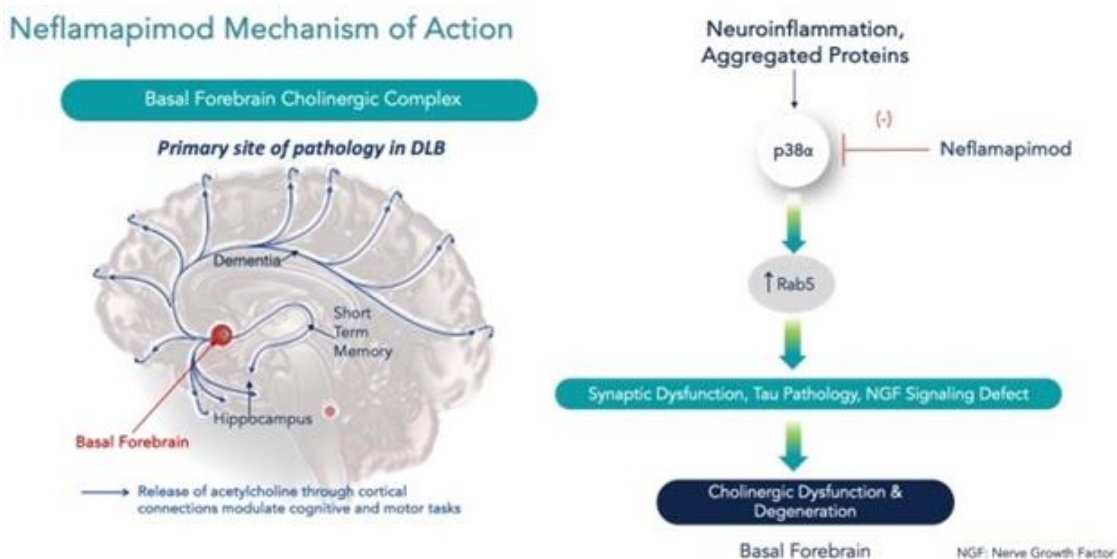 Neflamapimod Mechanism of Action
Basal Forebrain Cholinergic Complex
Primary site of pathology in DLB
Dementia
Short
Term
Memory
Hippocampus
Basal Forebrain
Release of acetylcholine through cortical
connections modulate cognitive and motor tasks
Neuroinflammation,
Aggregated Proteins
(-)
p38α
Neflamapimod
↑Rab5
Synaptic Dysfunction, Tau Pathology, NGF Signaling Defect
Cholinergic Dysfunction &
Degeneration
Basal Forebrain
NGF: Nerve Growth Factor